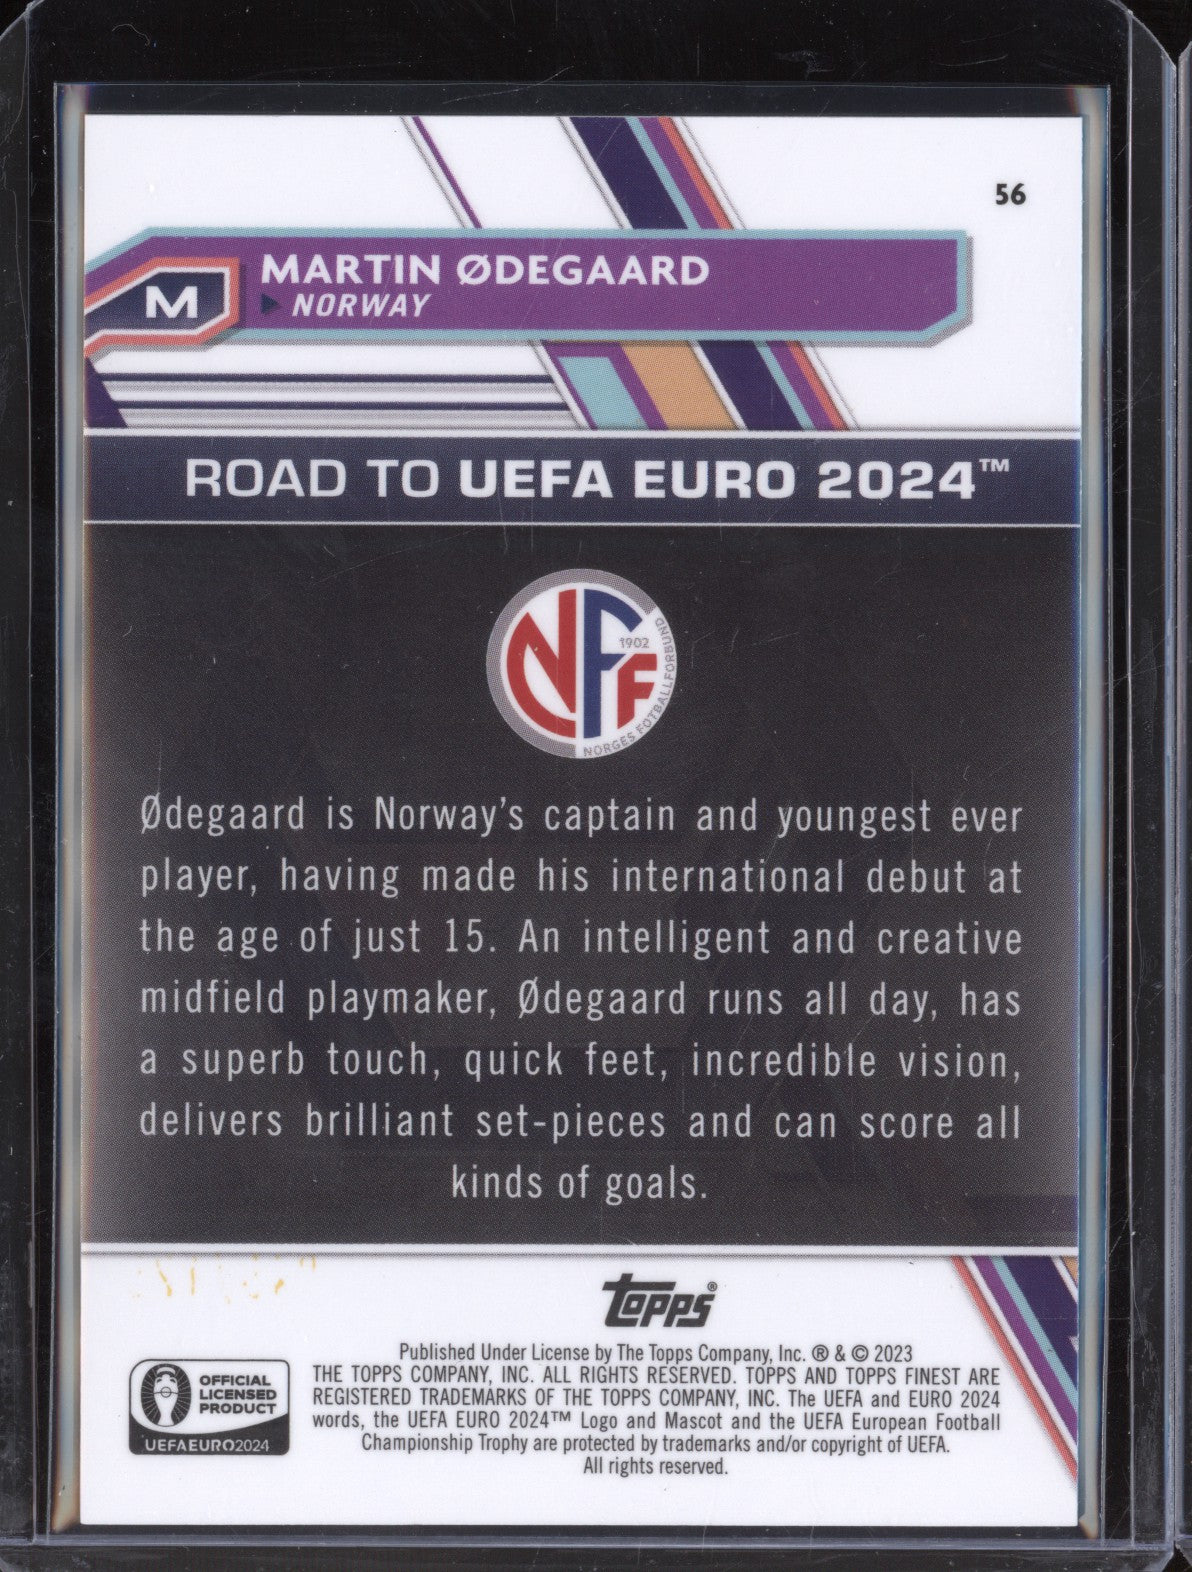 56
MARTIN ØDEGAARD
M
NORWAY
ROAD TO UEFA EURO 2024™
NFF
1902
NORGES FOTBALLFORBUND
Ødegaard is Norway's captain and youngest ever
player, having made his international debut at
the age of just 15. An intelligent and creative
midfield playmaker, Ødegaard runs all day, has
a superb touch, quick feet, incredible vision,
delivers brilliant set-pieces and can score all
kinds of goals.
topps®
Published Under License by The Topps Company, Inc. ® & © 2023
THE TOPPS COMPANY, INC. ALL RIGHTS RESERVED. TOPPS AND TOPPS FINEST ARE
REGISTERED TRADEMARKS OF THE TOPPS COMPANY, INC. The UEFA and EURO 2024
words, the UEFA EURO 2024™ Logo and Mascot and the UEFA European Football
Championship Trophy are protected by trademarks and/or copyright of UEFA.
All rights reserved.
OFFICIAL
LICENSED
PRODUCT
UEFAEURO2024